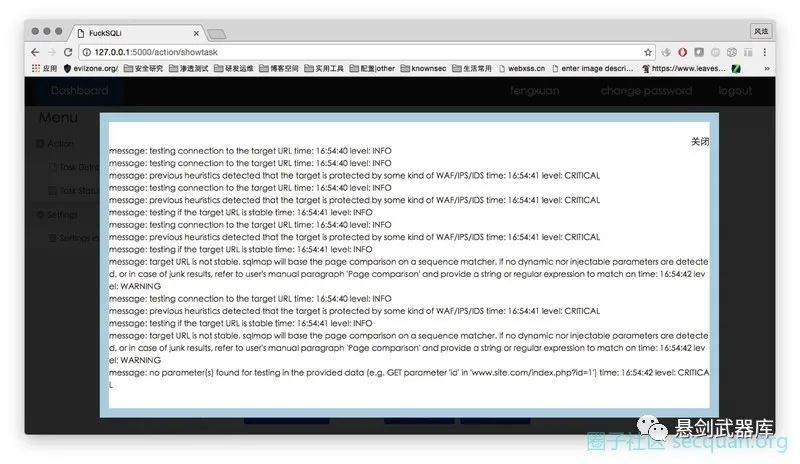 FuckSQLi
风炫
127.0.0.1:5000/action/showtask
应用 evilzone.org/ 安全研究 渗透测试 研发运维 博客空间 实用工具 配置|other knownsec 生活常用 webxss.cn enter image descri... https://www.leaves... »
Dashboard fengxuan change password logout
Menu
Action
Task Status
Settings
关闭
message: testing connection to the target URL time: 16:54:40 level: INFO
message: testing connection to the target URL time: 16:54:40 level: INFO
message: previous heuristics detected that the target is protected by some kind of WAF/IPS/IDS time: 16:54:41 level: CRITICAL
message: testing connection to the target URL time: 16:54:40 level: INFO
message: previous heuristics detected that the target is protected by some kind of WAF/IPS/IDS time: 16:54:41 level: CRITICAL
message: testing if the target URL is stable time: 16:54:41 level: INFO
message: testing connection to the target URL time: 16:54:40 level: INFO
message: previous heuristics detected that the target is protected by some kind of WAF/IPS/IDS time: 16:54:41 level: CRITICAL
message: testing if the target URL is stable time: 16:54:41 level: INFO
message: target URL is not stable. sqlmap will base the page comparison on a sequence matcher. If no dynamic nor injectable parameters are detecte
d, or in case of junk results, refer to user's manual paragraph 'Page comparison' and provide a string or regular expression to match on time: 16:54:42 lev
el: WARNING
message: testing connection to the target URL time: 16:54:40 level: INFO
message: previous heuristics detected that the target is protected by some kind of WAF/IPS/IDS time: 16:54:41 level: CRITICAL
message: testing if the target URL is stable time: 16:54:41 level: INFO
message: target URL is not stable. sqlmap will base the page comparison on a sequence matcher. If no dynamic nor injectable parameters are detecte
d, or in case of junk results, refer to user's manual paragraph 'Page comparison' and provide a string or regular expression to match on time: 16:54:42 lev
el: WARNING
message: no parameter(s) found for testing in the provided data (e.g. GET parameter 'id' in 'www.site.com/index.php?id=1') time: 16:54:42 level: CRITICA
L
悬剑武器库
圈子社区 secquan.org